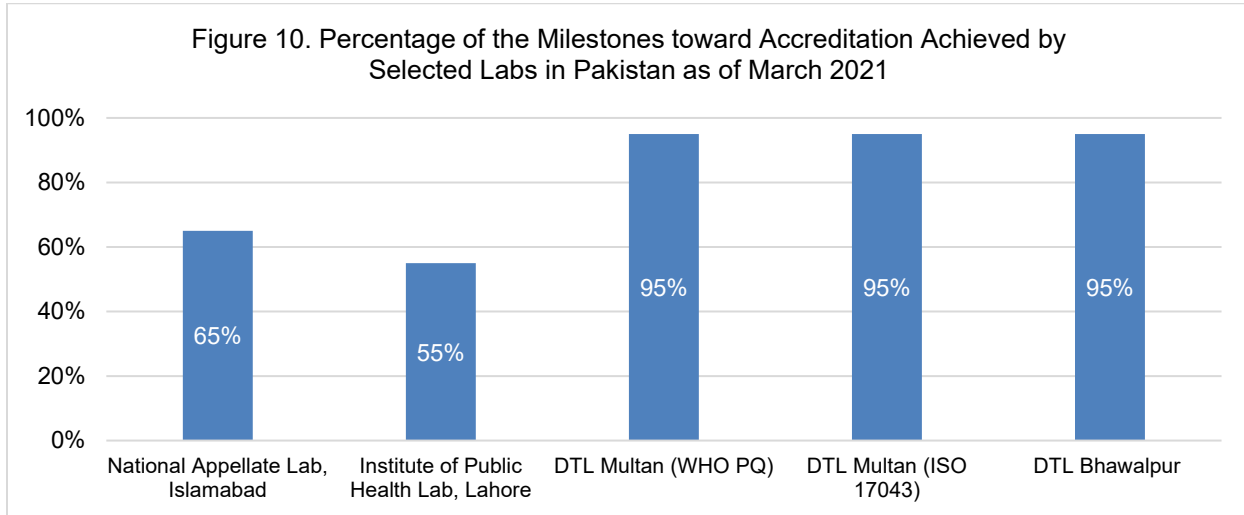 Figure 10. Percentage of the Milestones toward Accreditation Achieved by
Selected Labs in Pakistan as of March 2021
100%
80%
60%
40%
20%
0%
65%
55%
95%
95%
95%
National Appellate Lab,
Islamabad
Institute of Public
Health Lab, Lahore
DTL Multan (WHO PQ)
DTL Multan (ISO
17043)
DTL Bhawalpur